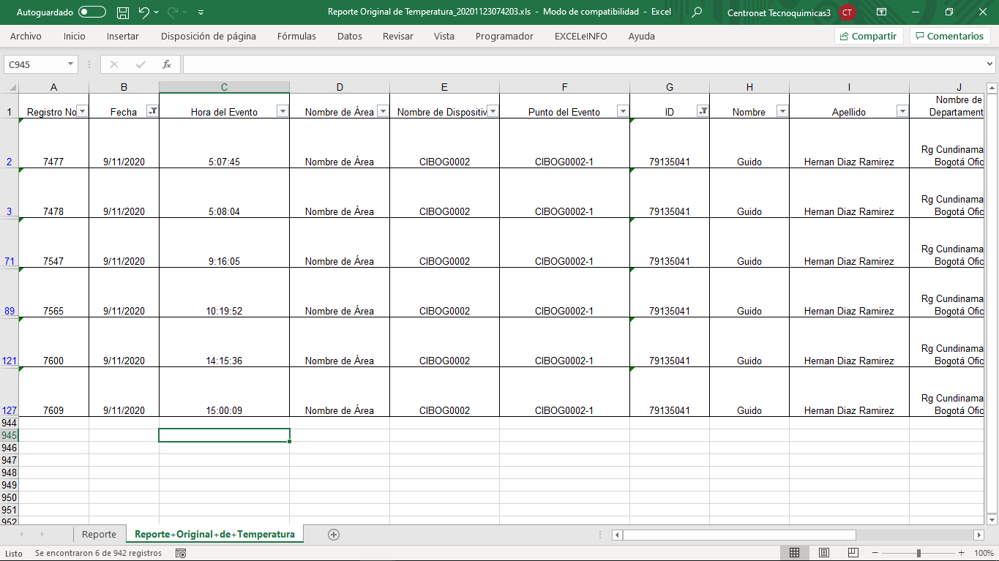 Autoguardado Reporte Original de Temperatura_20201123074203.xls - Modo de compatibilidad - Excel Centronet Tecnoquimicas3 CT
Archivo Inicio Insertar Disposición de página Fórmulas Datos Revisar Vista Programador EXCELeINFO Ayuda Compartir Comentarios
C945 fx
A B C D E F G H I J
1 Registro No Fecha Hora del Evento Nombre de Área Nombre de Dispositiv Punto del Evento ID Nombre Apellido Nombre de
Departament
2 7477 9/11/2020 5:07:45 Nombre de Área CIBOG0002 CIBOG0002-1 79135041 Guido Hernan Diaz Ramirez Rg Cundinama
Bogotá Ofic
3 7478 9/11/2020 5:08:04 Nombre de Área CIBOG0002 CIBOG0002-1 79135041 Guido Hernan Diaz Ramirez Rg Cundinama
Bogotá Ofic
71 7547 9/11/2020 9:16:05 Nombre de Área CIBOG0002 CIBOG0002-1 79135041 Guido Hernan Diaz Ramirez Rg Cundinama
Bogotá Ofic
89 7565 9/11/2020 10:19:52 Nombre de Área CIBOG0002 CIBOG0002-1 79135041 Guido Hernan Diaz Ramirez Rg Cundinama
Bogotá Ofic
121 7600 9/11/2020 14:15:36 Nombre de Área CIBOG0002 CIBOG0002-1 79135041 Guido Hernan Diaz Ramirez Rg Cundinama
Bogotá Ofic
127 7609 9/11/2020 15:00:09 Nombre de Área CIBOG0002 CIBOG0002-1 79135041 Guido Hernan Diaz Ramirez Rg Cundinama
Bogotá Ofic
944
945
946
947
948
949
950
951
952
Reporte Reporte+Original+de+Temperatura
Listo Se encontraron 6 de 942 registros 100%